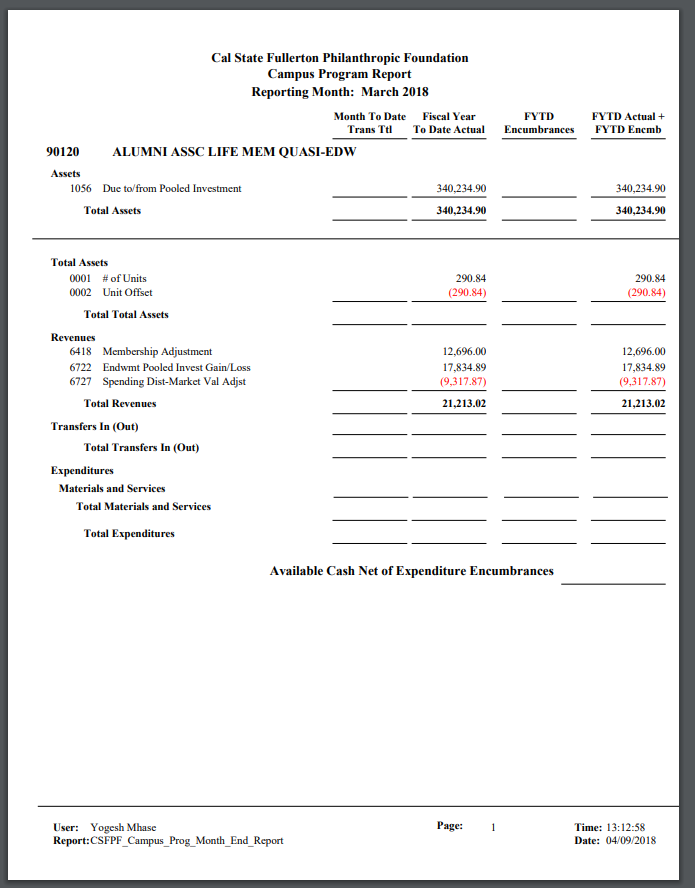 Cal State Fullerton Philanthropic Foundation
Campus Program Report
Reporting Month: March 2018
Month To Date Fiscal Year FYTD FYTD Actual +
Trans Ttl To Date Actual Encumbrances FYTD Encmb
90120 ALUMNI ASSC LIFE MEM QUASI-EDW
Assets
1056 Due to/from Pooled Investment 340,234.90 340,234.90
Total Assets 340,234.90 340,234.90
Total Assets
0001 # of Units 290.84 290.84
0002 Unit Offset (290.84) (290.84)
Total Total Assets
Revenues
6418 Membership Adjustment 12,696.00 12,696.00
6722 Endwmt Pooled Invest Gain/Loss 17,834.89 17,834.89
6727 Spending Dist-Market Val Adjst (9,317.87) (9,317.87)
Total Revenues 21,213.02 21,213.02
Transfers In (Out)
Total Transfers In (Out)
Expenditures
Materials and Services
Total Materials and Services
Total Expenditures
Available Cash Net of Expenditure Encumbrances
User: Yogesh Mhase Page: 1 Time: 13:12:58
Report:CSFPF_Campus_Prog_Month_End_Report Date: 04/09/2018